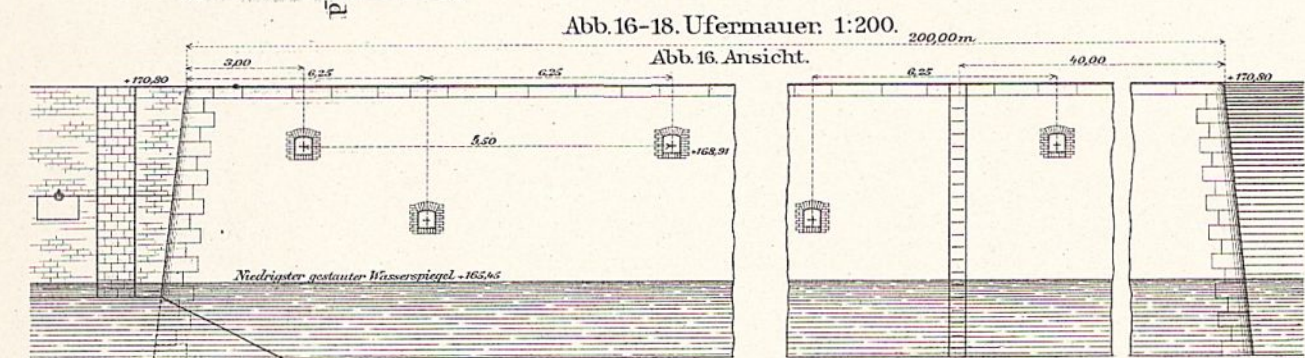 Abb. 16-18. Ufermauer. 1:200.
200,00m
Abb. 16. Ansicht.
3,00
40,00
6,25
6,25
6,25
+170,80
+170,80
5,50
+168,91
Niedrigster gestauter Wasserspiegel +165,45